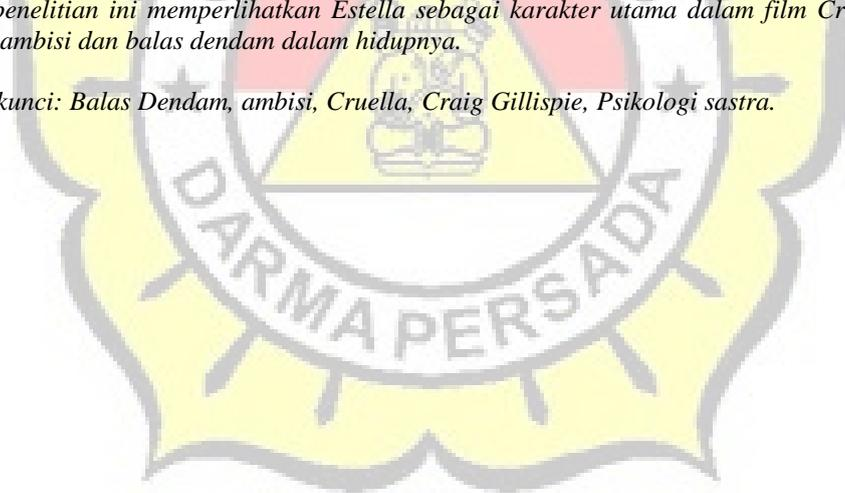 penelitian ini memperlihatkan Estella sebagai karakter utama dalam film Cr
ambisi dan balas dendam dalam hidupnya.
kunci: Balas Dendam, ambisi, Cruella, Craig Gillispie, Psikologi sastra.
DARMA PERSADA